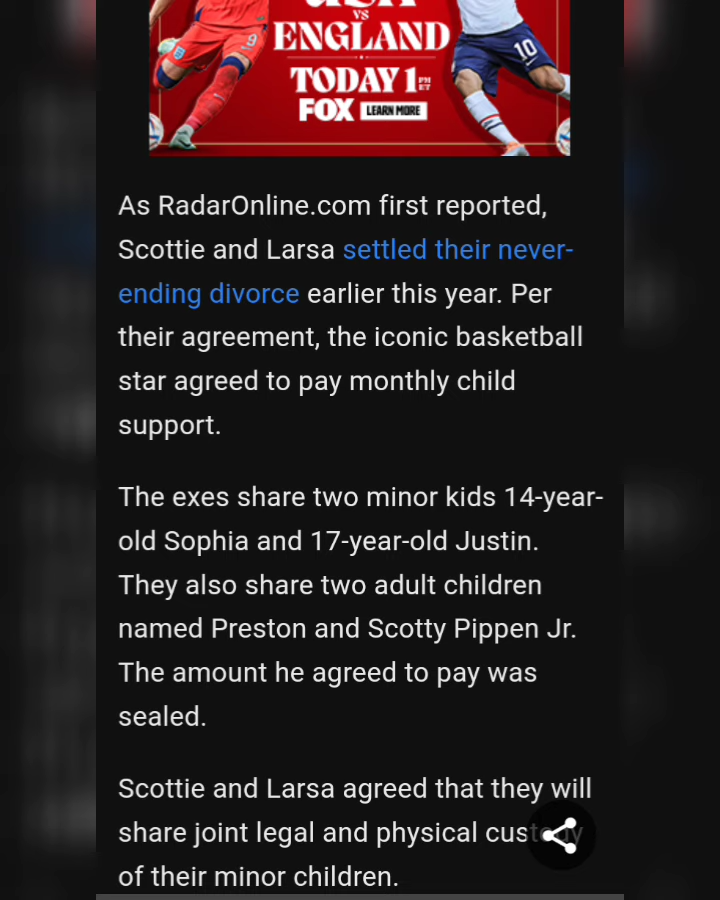 VS
ENGLAND
9
10
TODAY 1 PM ET
FOX LEARN MORE
As RadarOnline.com first reported,
Scottie and Larsa settled their never-
ending divorce earlier this year. Per
their agreement, the iconic basketball
star agreed to pay monthly child
support.
The exes share two minor kids 14-year-
old Sophia and 17-year-old Justin.
They also share two adult children
named Preston and Scotty Pippen Jr.
The amount he agreed to pay was
sealed.
Scottie and Larsa agreed that they will
share joint legal and physical custody
of their minor children.